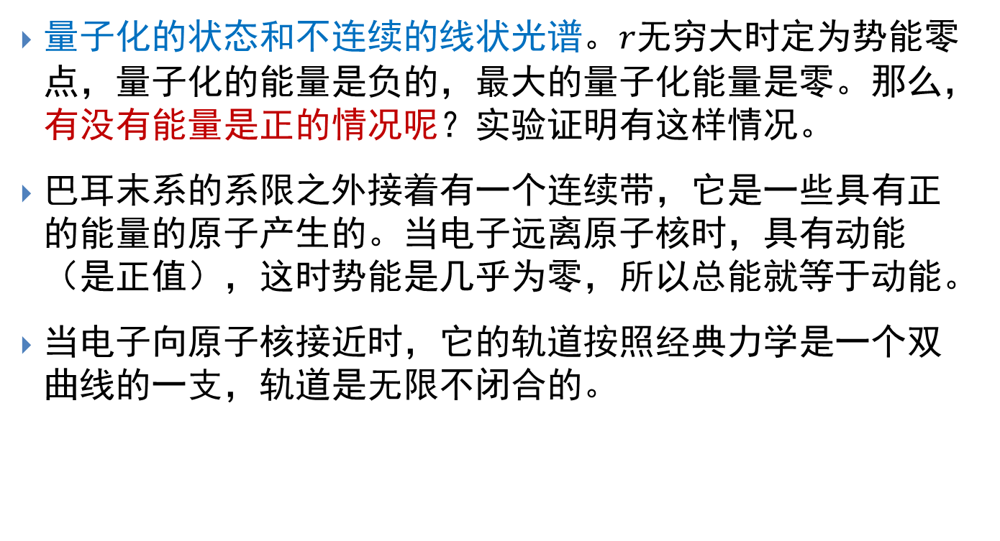 量子化的状态和不连续的线状光谱。r无穷大时定为势能零
点，量子化的能量是负的，最大的量子化能量是零。那么，
有没有能量是正的情况呢？实验证明有这样情况。
巴耳末系的系限之外接着有一个连续带，它是一些具有正
的能量的原子产生的。当电子远离原子核时，具有动能
（是正值），这时势能是几乎为零，所以总能就等于动能。
当电子向原子核接近时，它的轨道按照经典力学是一个双
曲线的一支，轨道是无限不闭合的。